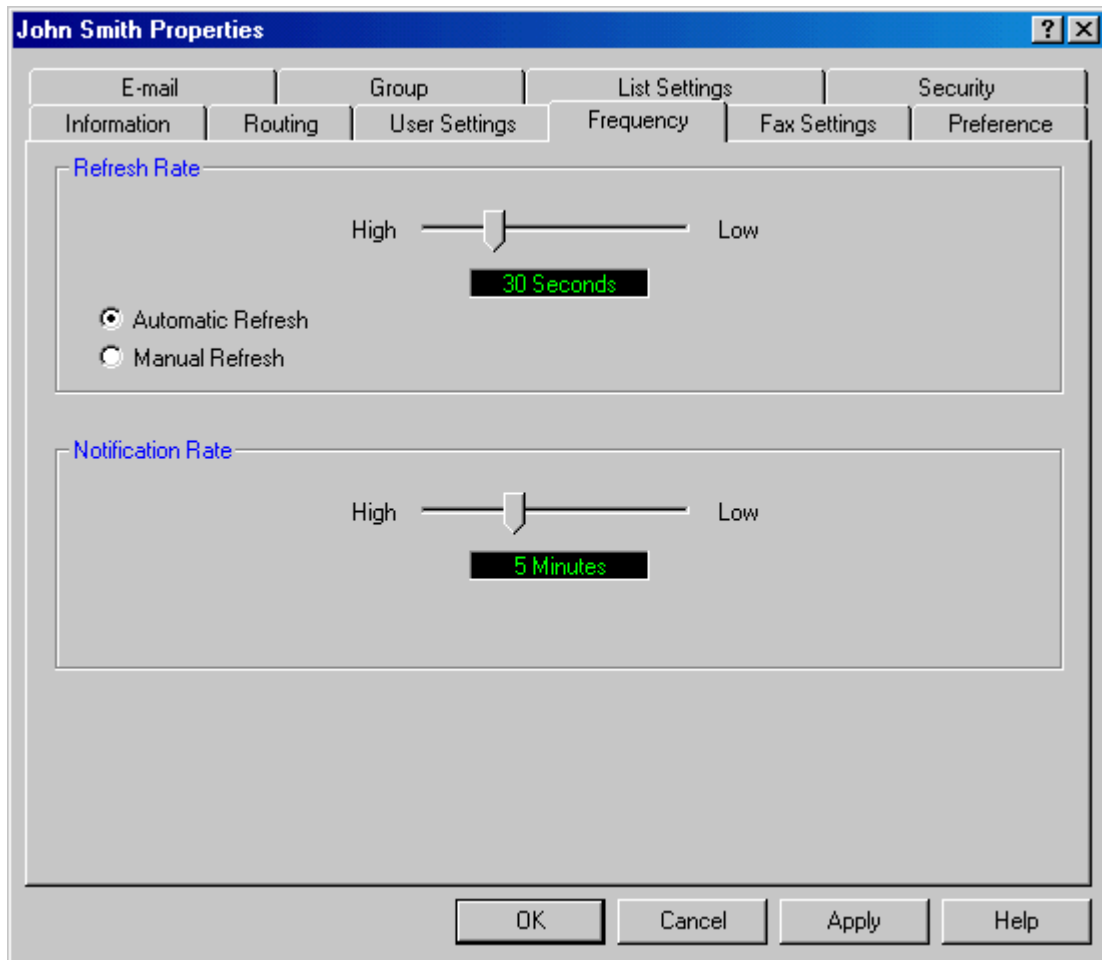 John Smith Properties
E-mail Group List Settings Security
Information Routing User Settings Frequency Fax Settings Preference
Refresh Rate
High Low
30 Seconds
Automatic Refresh
Manual Refresh
Notification Rate
High Low
5 Minutes
OK Cancel Apply Help